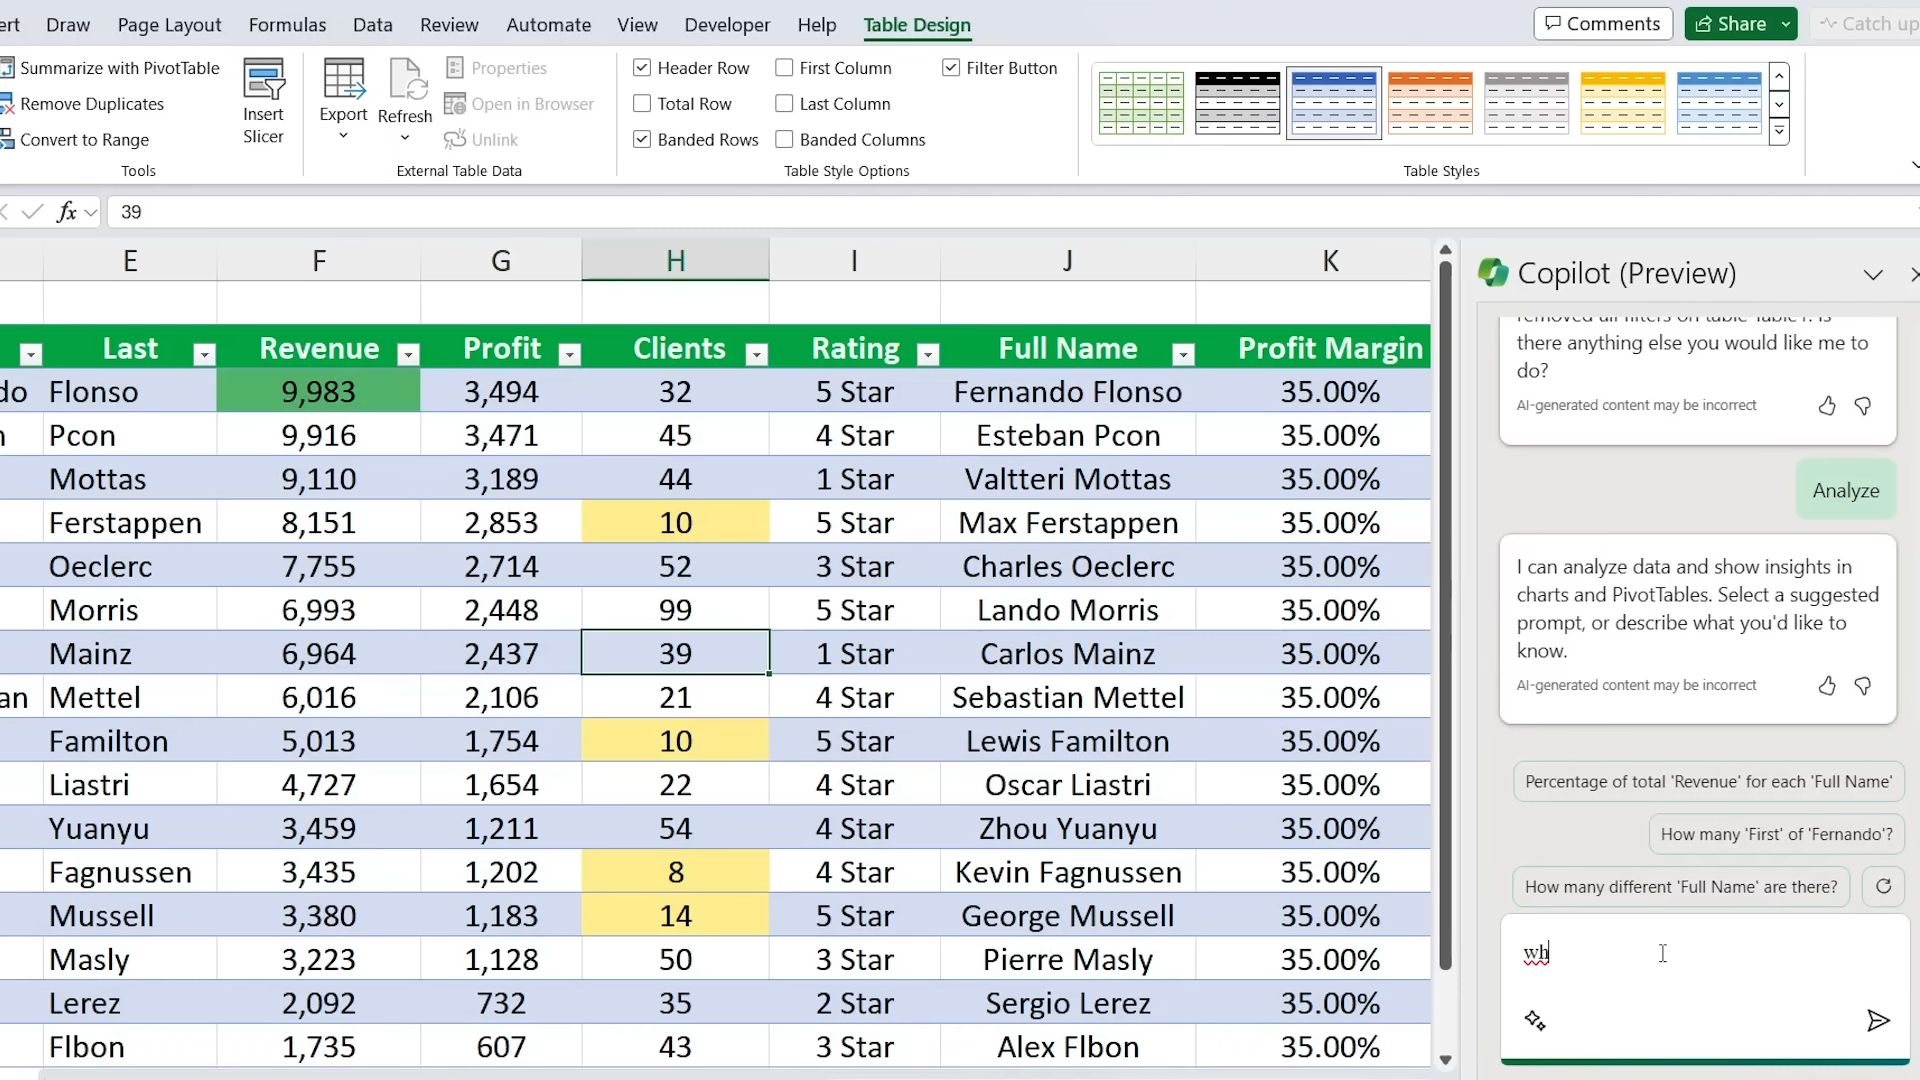 ert Draw Page Layout Formulas Data Review Automate View Developer Help Table Design Comments Share Catch up
Summarize with PivotTable
Remove Duplicates
Convert to Range
Tools
Insert
Slicer
Export
Refresh
Properties
Open in Browser
Unlink
External Table Data
Header Row First Column Filter Button
Total Row Last Column
Banded Rows Banded Columns
Table Style Options
Table Styles
fx 39
E F G H I J K
Last Revenue Profit Clients Rating Full Name Profit Margin
do Flonso 9,983 3,494 32 5 Star Fernando Flonso 35.00%
n Pcon 9,916 3,471 45 4 Star Esteban Pcon 35.00%
Mottas 9,110 3,189 44 1 Star Valtteri Mottas 35.00%
Ferstappen 8,151 2,853 10 5 Star Max Ferstappen 35.00%
Oeclerc 7,755 2,714 52 3 Star Charles Oeclerc 35.00%
Morris 6,993 2,448 99 5 Star Lando Morris 35.00%
Mainz 6,964 2,437 39 1 Star Carlos Mainz 35.00%
an Mettel 6,016 2,106 21 4 Star Sebastian Mettel 35.00%
Familton 5,013 1,754 10 5 Star Lewis Familton 35.00%
Liastri 4,727 1,654 22 4 Star Oscar Liastri 35.00%
Yuanyu 3,459 1,211 54 4 Star Zhou Yuanyu 35.00%
Fagnussen 3,435 1,202 8 4 Star Kevin Fagnussen 35.00%
Mussell 3,380 1,183 14 5 Star George Mussell 35.00%
Masly 3,223 1,128 50 3 Star Pierre Masly 35.00%
Lerez 2,092 732 35 2 Star Sergio Lerez 35.00%
Flbon 1,735 607 43 3 Star Alex Flbon 35.00%
Copilot (Preview)
removed all filters on table Table1. Is
there anything else you would like me to
do?
AI-generated content may be incorrect
Analyze
I can analyze data and show insights in
charts and PivotTables. Select a suggested
prompt, or describe what you'd like to
know.
AI-generated content may be incorrect
Percentage of total 'Revenue' for each 'Full Name'
How many 'First' of 'Fernando'?
How many different 'Full Name' are there?
wh